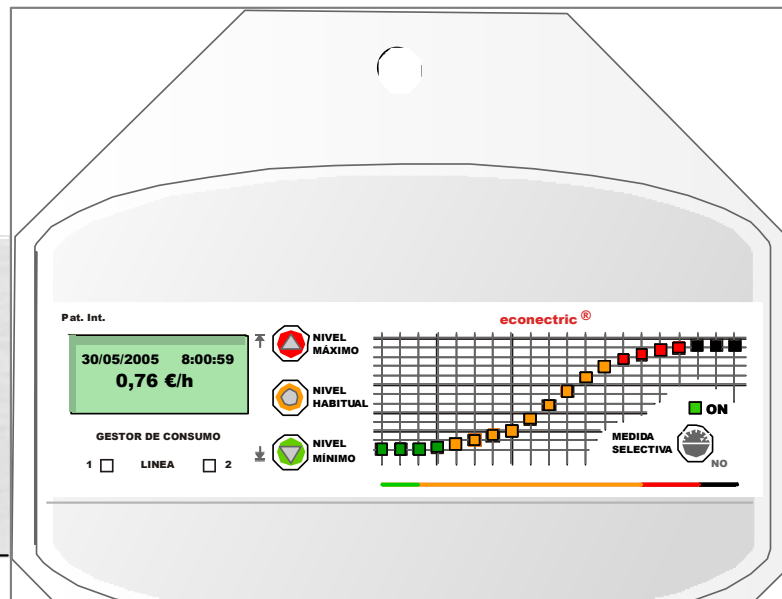 Pat. Int.
econectric ®
30/05/2005 8:00:59
0,76 €/h
NIVEL
MÁXIMO
NIVEL
HABITUAL
NIVEL
MÍNIMO
GESTOR DE CONSUMO
1 LINEA 2
ON
MEDIDA
SELECTIVA
NO